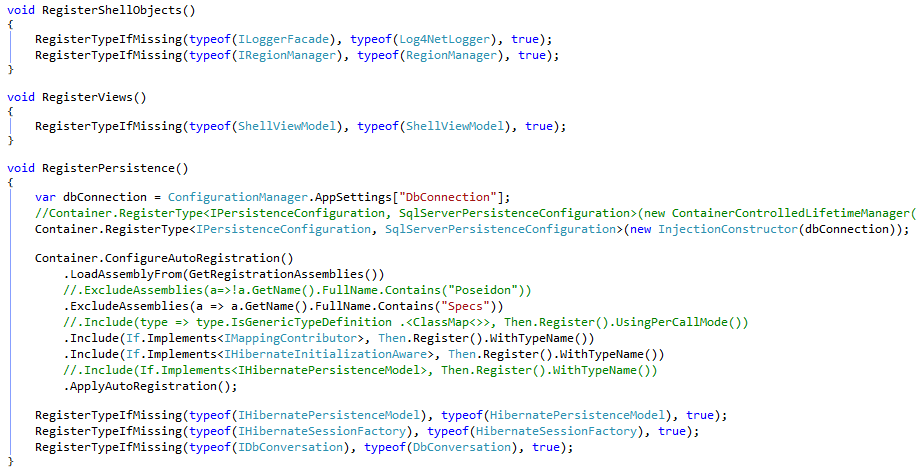 void RegisterShellObjects()
{
    RegisterTypeIfMissing(typeof(ILoggerFacade), typeof(Log4NetLogger), true);
    RegisterTypeIfMissing(typeof(IRegionManager), typeof(RegionManager), true);
}
void RegisterViews()
{
    RegisterTypeIfMissing(typeof(ShellViewModel), typeof(ShellViewModel), true);
}
void RegisterPersistence()
{
    var dbConnection = ConfigurationManager.AppSettings["DbConnection"];
    //Container.RegisterType<IPersistenceConfiguration, SqlServerPersistenceConfiguration>(new ContainerControlledLifetimeManager(
    Container.RegisterType<IPersistenceConfiguration, SqlServerPersistenceConfiguration>(new InjectionConstructor(dbConnection));
    Container.ConfigureAutoRegistration()
        .LoadAssemblyFrom(GetRegistrationAssemblies())
        //.ExcludeAssemblies(a=>!a.GetName().FullName.Contains("Poseidon"))
        .ExcludeAssemblies(a => a.GetName().FullName.Contains("Specs"))
        //.Include(type => type.IsGenericTypeDefinition .<ClassMap<>>, Then.Register().UsingPerCallMode())
        .Include(If.Implements<IMappingContributor>, Then.Register().WithTypeName())
        .Include(If.Implements<IHibernateInitializationAware>, Then.Register().WithTypeName())
        //.Include(If.Implements<IHibernatePersistenceModel>, Then.Register().WithTypeName())
        .ApplyAutoRegistration();
    RegisterTypeIfMissing(typeof(IHibernatePersistenceModel), typeof(HibernatePersistenceModel), true);
    RegisterTypeIfMissing(typeof(IHibernateSessionFactory), typeof(HibernateSessionFactory), true);
    RegisterTypeIfMissing(typeof(IDbConversation), typeof(DbConversation), true);
}